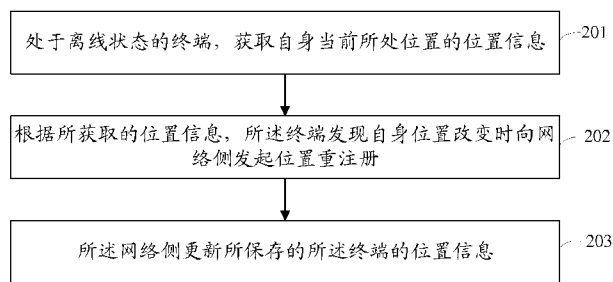 处于离线状态的终端，获取自身当前所处位置的位置信息
201
根据所获取的位置信息，所述终端发现自身位置改变时向网
络侧发起位置重注册
202
所述网络侧更新所保存的所述终端的位置信息
203